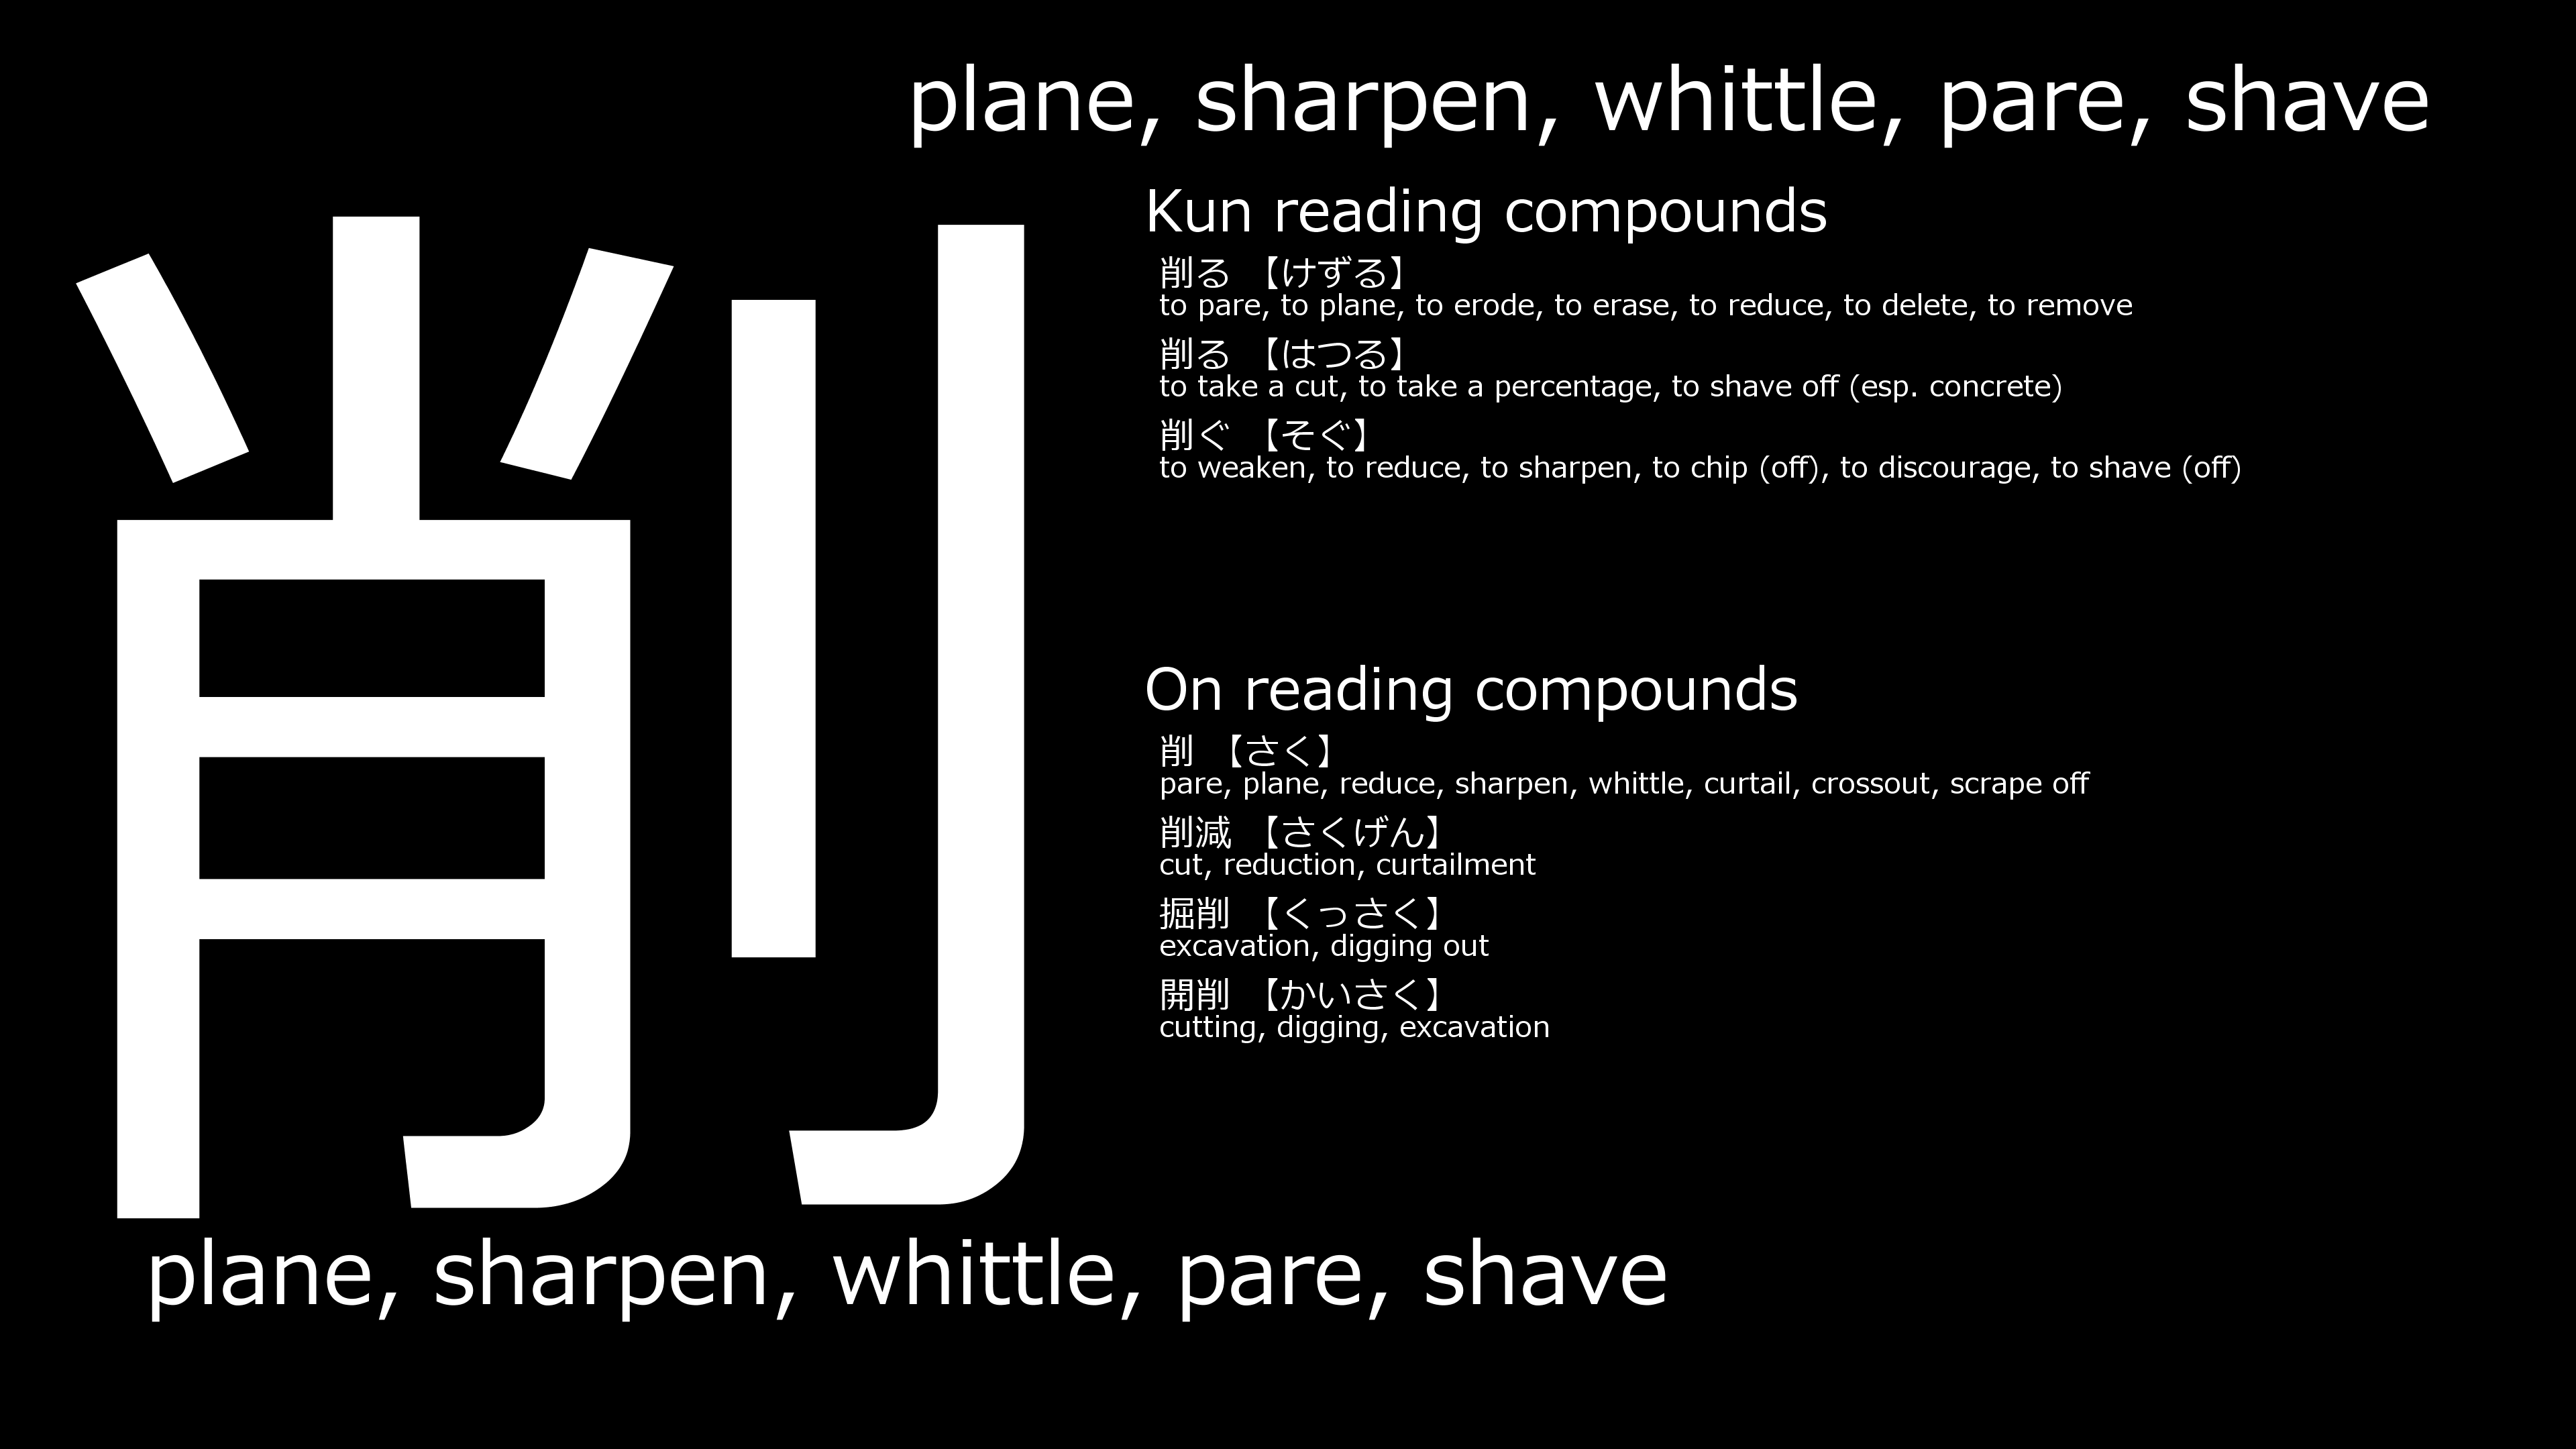 plane, sharpen, whittle, pare, shave
削
Kun reading compounds
削る 【けずる】
to pare, to plane, to erode, to erase, to reduce, to delete, to remove
削る 【はつる】
to take a cut, to take a percentage, to shave off (esp. concrete)
削ぐ 【そぐ】
to weaken, to reduce, to sharpen, to chip (off), to discourage, to shave (off)
On reading compounds
削 【さく】
pare, plane, reduce, sharpen, whittle, curtail, crossout, scrape off
削減 【さくげん】
cut, reduction, curtailment
掘削 【くっさく】
excavation, digging out
開削 【かいさく】
cutting, digging, excavation
plane, sharpen, whittle, pare, shave